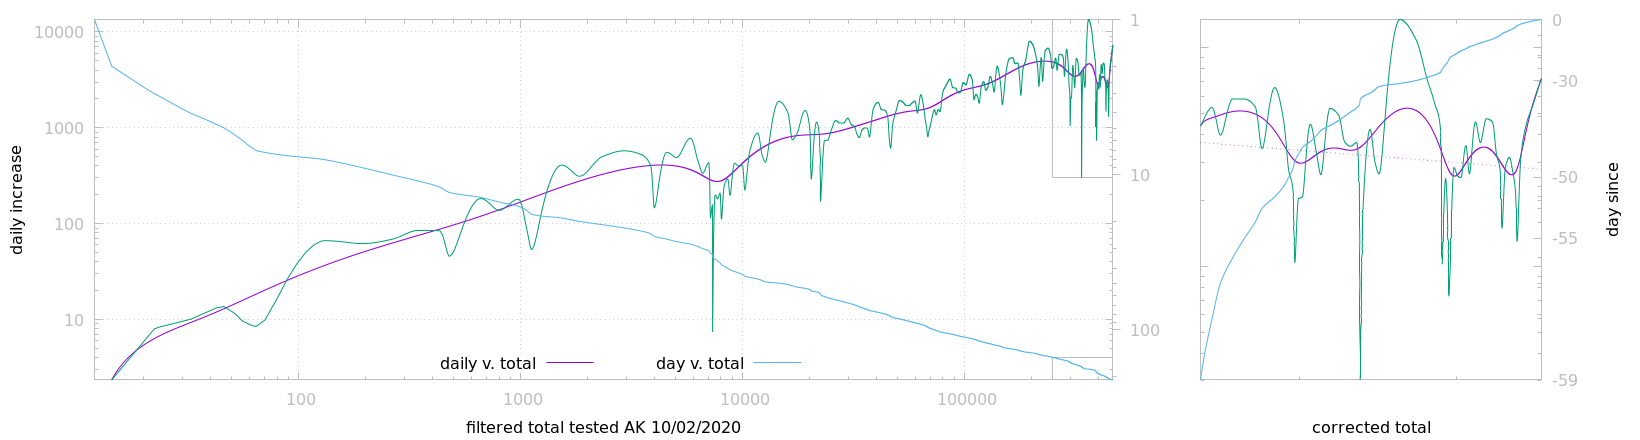 10000
1000
100
10
daily increase
100
1000
10000
100000
filtered total tested AK 10/02/2020
daily v. total
day v. total
1
10
100
0
-30
-50
-55
-59
day since
corrected total